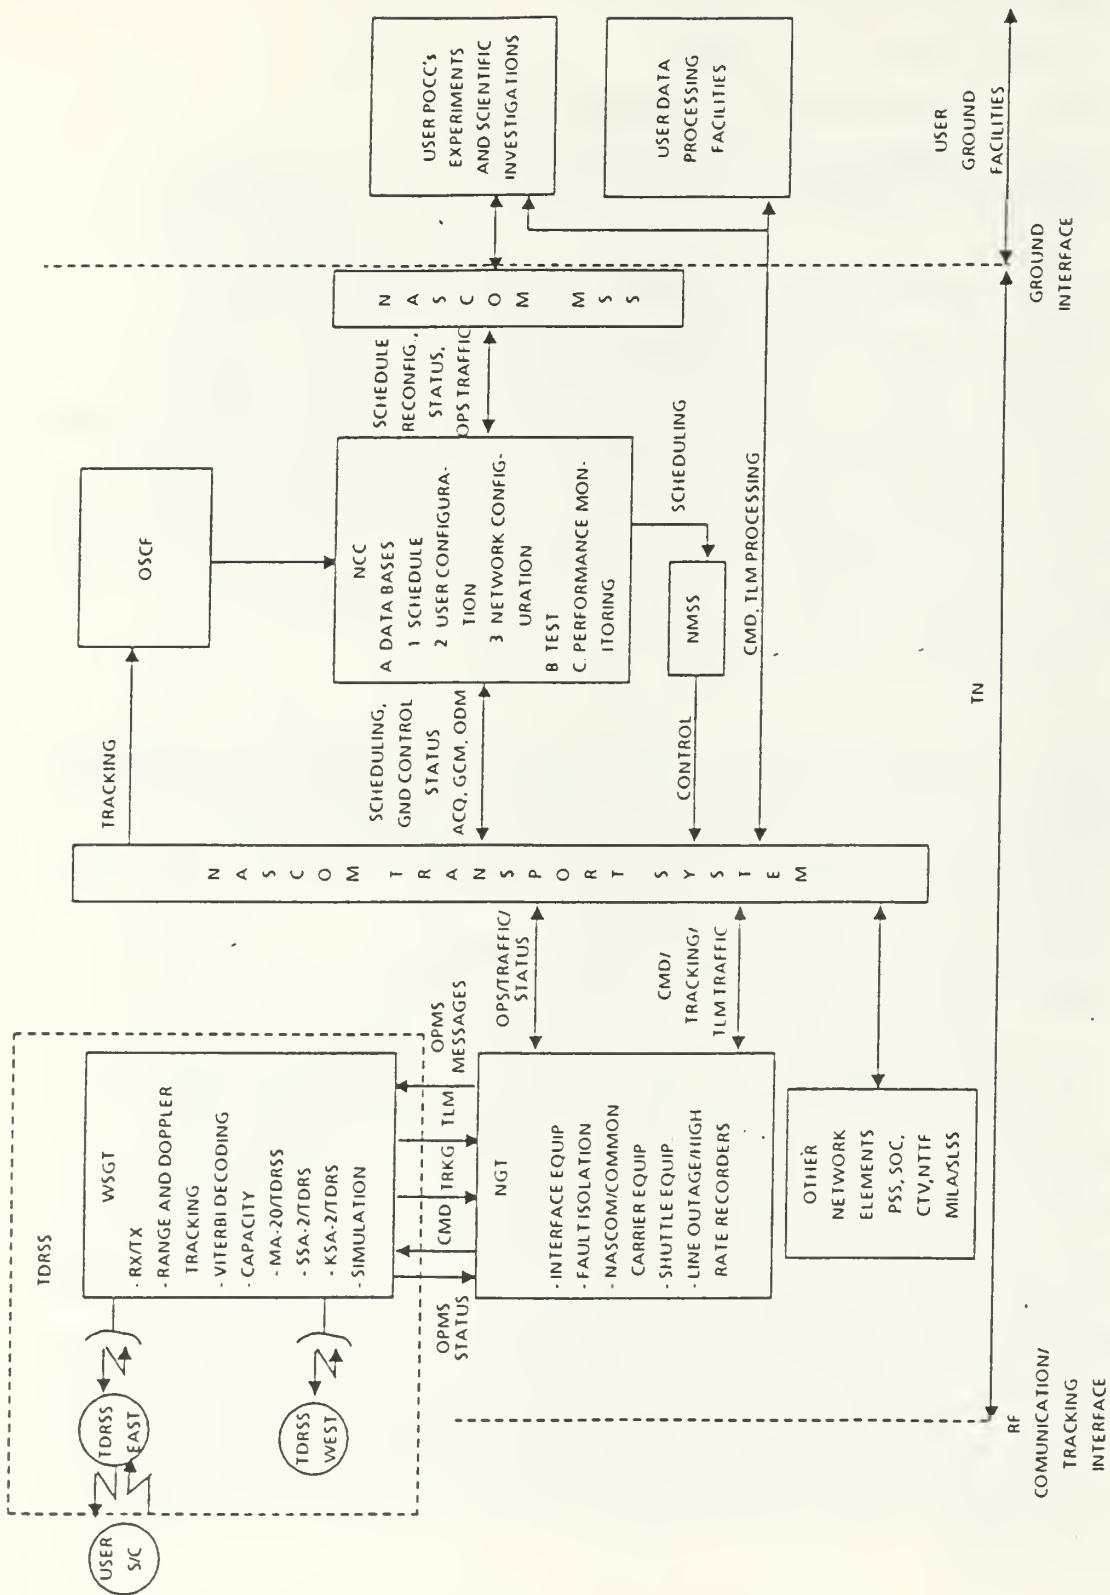 TDRSS
USER
S/C
TDRSS
EAST
TDRSS
WEST
WSGT
· RX/TX
· RANGE AND DOPPLER
TRACKING
· VITERBI DECODING
· CAPACITY
· MA-20/TDRSS
· SSA-2/TDRS
· KSA-2/TDRS
· SIMULATION
OPMS
STATUS
CMD
TRKG
TLM
OPMS
MESSAGES
NGT
· INTERFACE EQUIP
· FAULT ISOLATION
· NASCOM/COMMON
CARRIER EQUIP
· SHUTTLE EQUIP
· LINE OUTAGE/HIGH
RATE RECORDERS
OTHER
NETWORK
ELEMENTS
PSS, SOC,
CTV, NTTF
MILA/SLSS
OPS/TRAFFIC/
STATUS
CMD/
TRACKING/
TLM TRAFFIC
NASCOM TRANSPORT SYSTEM
TRACKING
OSCF
SCHEDULING,
GND CONTROL
STATUS
ACQ, GCM, ODM
NCC
A DATA BASES
1 SCHEDULE
2 USER CONFIGURA-
TION
3 NETWORK CONFIG-
URATION
B TEST
C. PERFORMANCE MON-
ITORING
CONTROL
NMSS
SCHEDULING
CMD, TLM PROCESSING
SCHEDULE
RECONFIG.,
STATUS,
OPS TRAFFIC
NASCOM MSS
USER POCC's
EXPERIMENTS
AND SCIENTIFIC
INVESTIGATIONS
USER DATA
PROCESSING
FACILITIES
RF
COMUNICATION/
TRACKING
INTERFACE
TN
GROUND
INTERFACE
USER
GROUND
FACILITIES